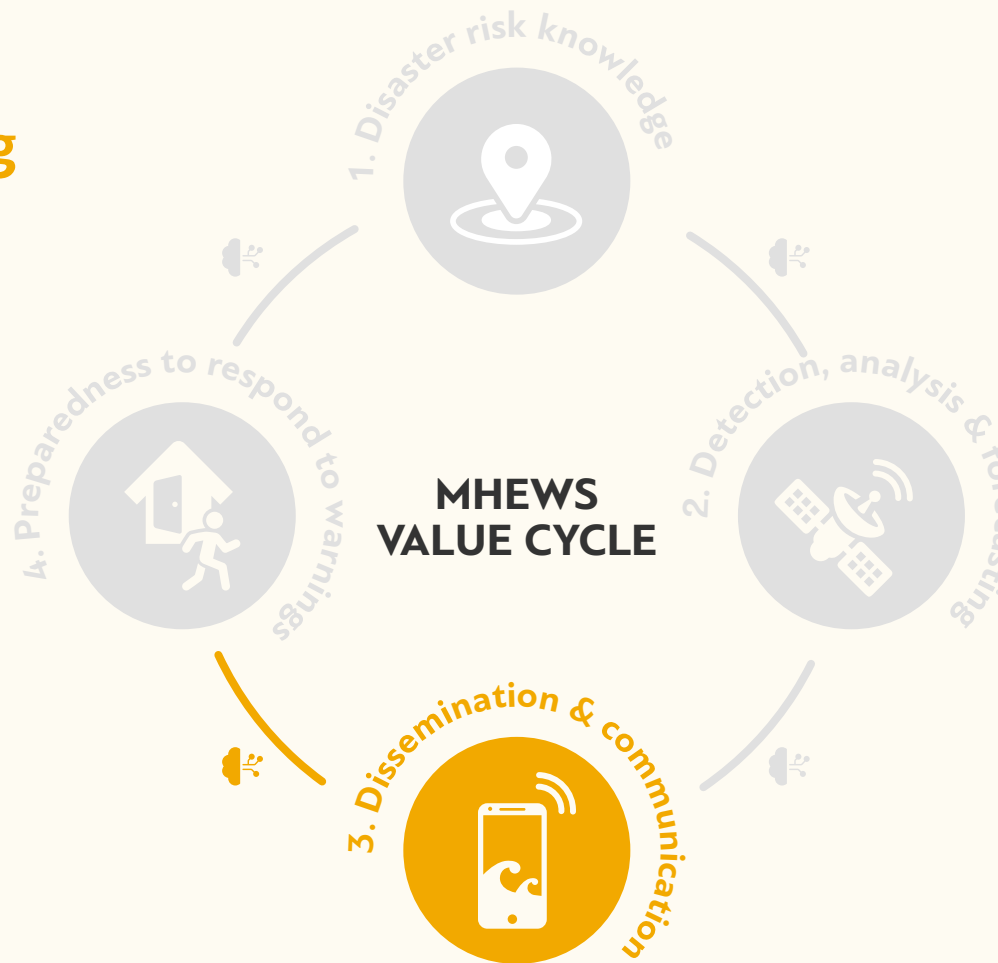 g
1. Disaster risk knowledge
2. Detection, analysis & forecasting
MHEWS
VALUE CYCLE
3. Dissemination & communication
4. Preparedness to respond to warnings